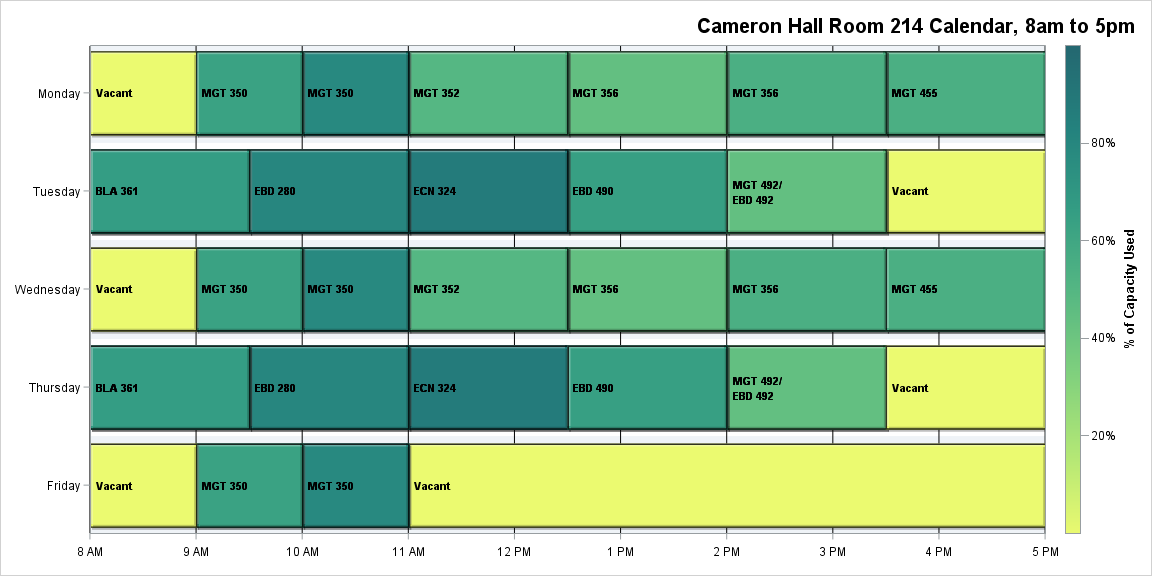 Cameron Hall Room 214 Calendar, 8am to 5pm
Monday
Vacant
MGT 350
MGT 350
MGT 352
MGT 356
MGT 356
MGT 455
Tuesday
BLA 361
EBD 280
ECN 324
EBD 490
MGT 492/
EBD 492
Vacant
Wednesday
Vacant
MGT 350
MGT 350
MGT 352
MGT 356
MGT 356
MGT 455
Thursday
BLA 361
EBD 280
ECN 324
EBD 490
MGT 492/
EBD 492
Vacant
Friday
Vacant
MGT 350
MGT 350
Vacant
8 AM
9 AM
10 AM
11 AM
12 PM
1 PM
2 PM
3 PM
4 PM
5 PM
80%
60%
40%
20%
% of Capacity Used